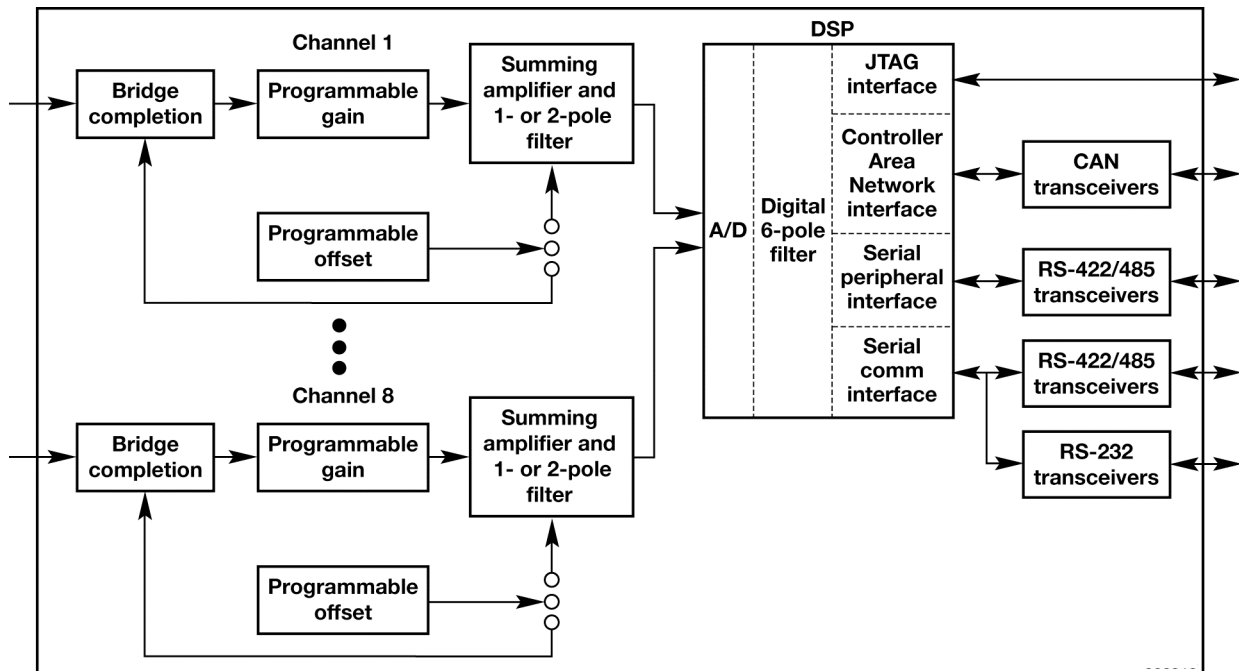 Channel 1
Bridge
completion
Programmable
gain
Summing
amplifier and
1- or 2-pole
filter
Programmable
offset
Channel 8
Bridge
completion
Programmable
gain
Summing
amplifier and
1- or 2-pole
filter
Programmable
offset
DSP
A/D
Digital
6-pole
filter
JTAG
interface
Controller
Area
Network
interface
Serial
peripheral
interface
Serial
comm
interface
CAN
transceivers
RS-422/485
transceivers
RS-422/485
transceivers
RS-232
transceivers